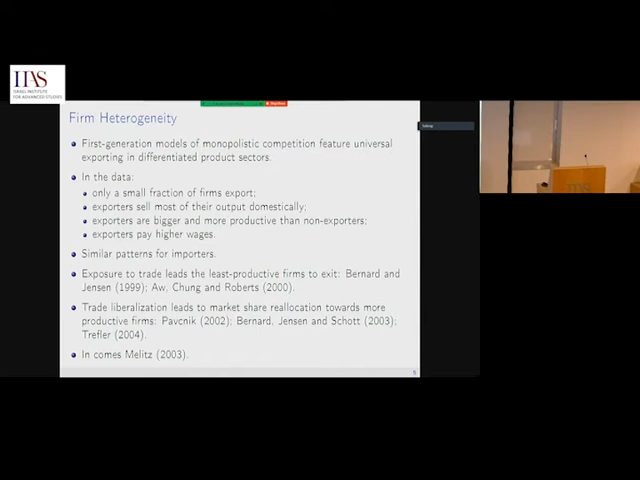 IIAS
ISRAEL INSTITUTE
FOR ADVANCED STUDIES
Firm Heterogeneity
First-generation models of monopolistic competition feature universal
exporting in differentiated product sectors.
In the data:
only a small fraction of firms export;
exporters sell most of their output domestically;
exporters are bigger and more productive than non-exporters;
exporters pay higher wages.
Similar patterns for importers.
Exposure to trade leads the least-productive firms to exit: Bernard and
Jensen (1999); Aw, Chung and Roberts (2000).
Trade liberalization leads to market share reallocation towards more
productive firms: Pavcnik (2002); Bernard, Jensen and Schott (2003);
Trefler (2004).
In comes Melitz (2003).